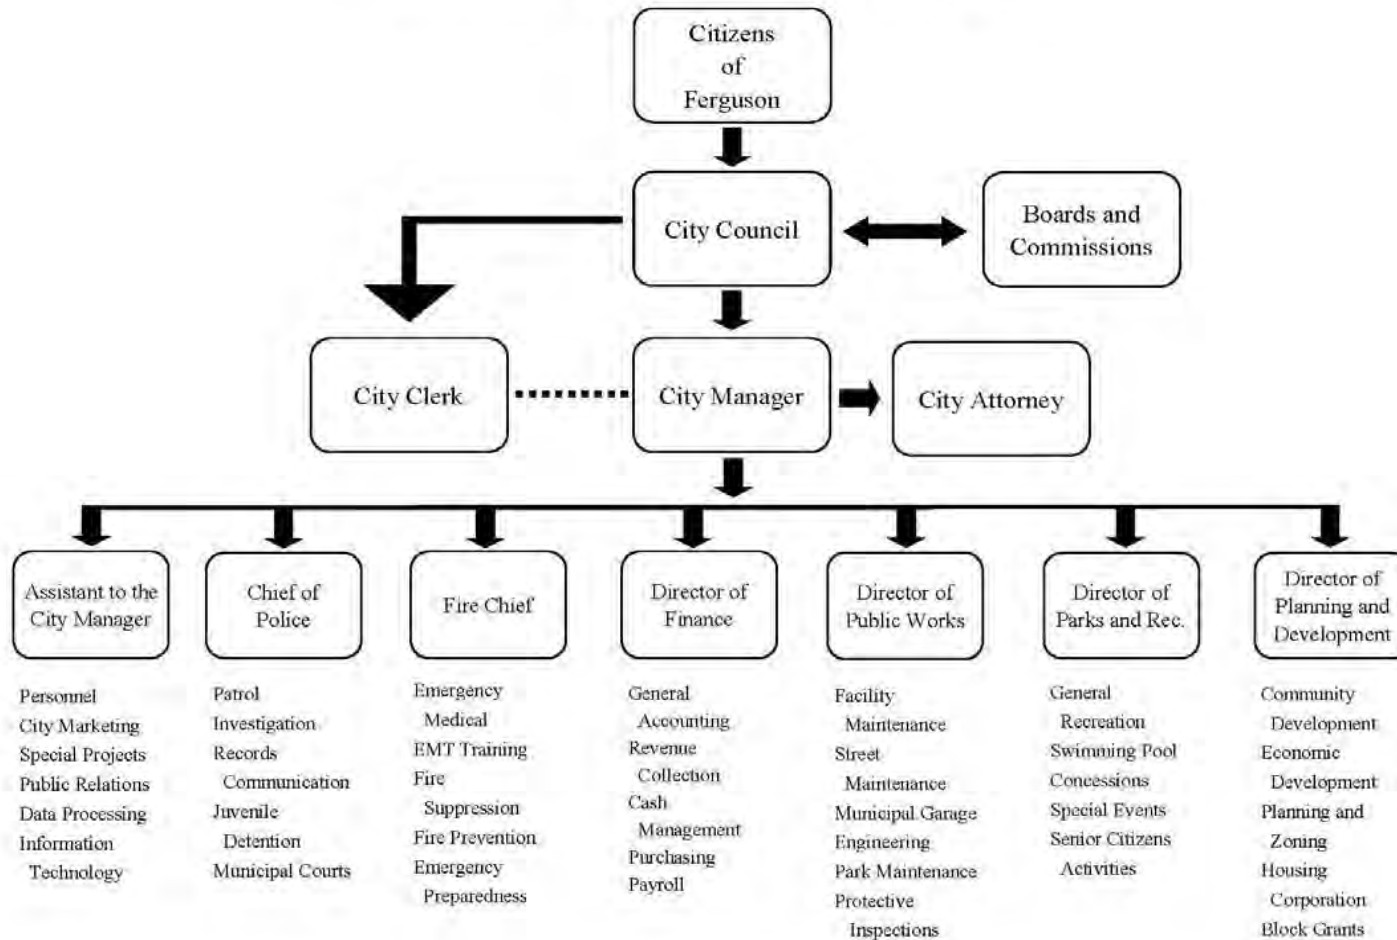 Citizens
of
Ferguson
City Council
Boards and
Commissions
City Clerk
City Manager
City Attorney
Assistant to the
City Manager
Chief of
Police
Fire Chief
Director of
Finance
Director of
Public Works
Director of
Parks and Rec.
Director of
Planning and
Development
Personnel
City Marketing
Special Projects
Public Relations
Data Processing
Information
Technology
Patrol
Investigation
Records
Communication
Juvenile
Detention
Municipal Courts
Emergency
Medical
EMT Training
Fire
Suppression
Fire Prevention
Emergency
Preparedness
General
Accounting
Revenue
Collection
Cash
Management
Purchasing
Payroll
Facility
Maintenance
Street
Maintenance
Municipal Garage
Engineering
Park Maintenance
Protective
Inspections
General
Recreation
Swimming Pool
Concessions
Special Events
Senior Citizens
Activities
Community
Development
Economic
Development
Planning and
Zoning
Housing
Corporation
Block Grants